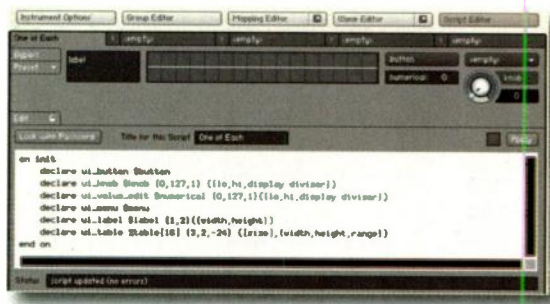 Instrument Options Group Editor Mapping Editor Wave Editor Script Editor
One of Each -empty- -empty- -empty- -empty-
Script
Preset
label
button
-empty-
numerical 0
knob
0
Edit
Lock with Password
Title for this Script
One of Each
Apply
on init
declare ui_button $button
declare ui_knob $knob (0,127,1) {(lo,hi,display divisor)}
declare ui_value_edit $numerical (0,127,1){(lo,hi,display divisor)}
declare ui_menu $menu
declare ui_label $label (1,2){(width,height)}
declare ui_table %table[16] (3,2,-24) {[size],(width,height,range)}
end on
Status script updated (no errors)